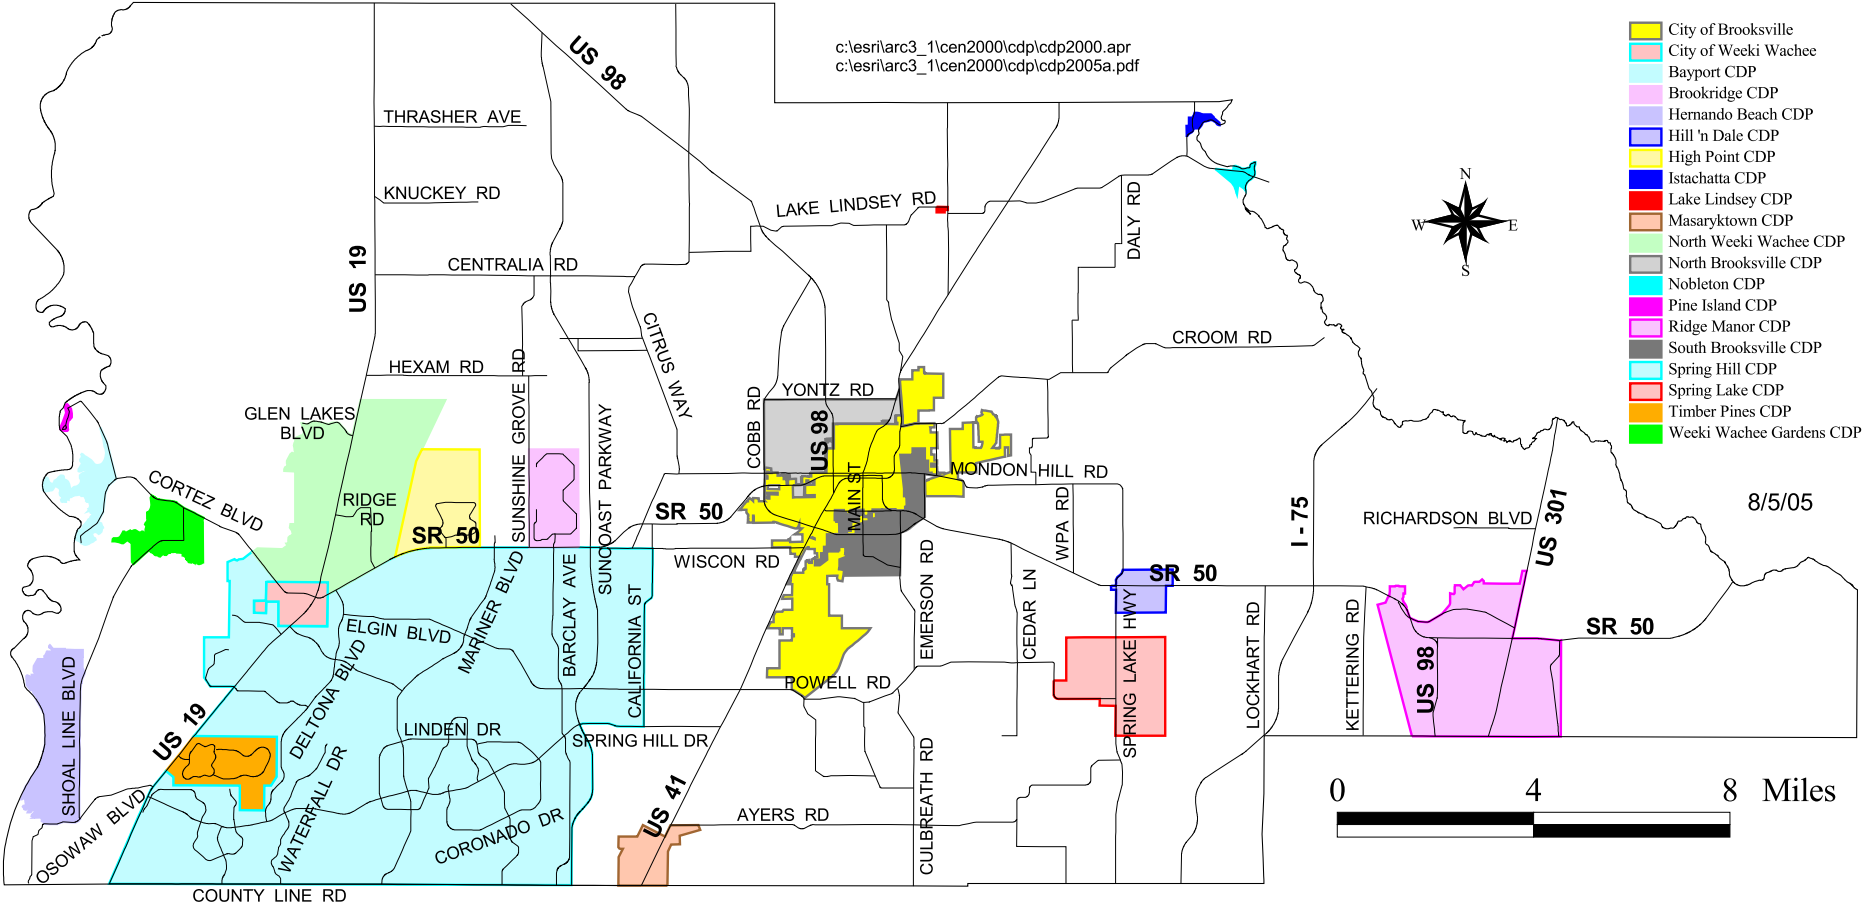 c:\esri\arc3_1\cen2000\cdp\cdp2000.apr
c:\esri\arc3_1\cen2000\cdp\cdp2005a.pdf
City of Brooksville
City of Weeki Wachee
Bayport CDP
Brookridge CDP
Hernando Beach CDP
Hill 'n Dale CDP
High Point CDP
Istachatta CDP
Lake Lindsey CDP
Masaryktown CDP
North Weeki Wachee CDP
North Brooksville CDP
Nobleton CDP
Pine Island CDP
Ridge Manor CDP
South Brooksville CDP
Spring Hill CDP
Spring Lake CDP
Timber Pines CDP
Weeki Wachee Gardens CDP
N
W
E
S
8/5/05
US 98
THRASHER AVE
KNUCKEY RD
LAKE LINDSEY RD
DALY RD
US 19
CENTRALIA RD
CITRUS WAY
CROOM RD
HEXAM RD
SUNSHINE GROVE RD
GLEN LAKES
BLVD
SUNCOAST PARKWAY
COBB RD
YONTZ RD
US 98
MAIN ST
MONDON HILL RD
CORTEZ BLVD
RIDGE
RD
SR 50
SR 50
WISCON RD
WPA RD
I - 75
RICHARDSON BLVD
US 301
SR 50
EMERSON RD
CEDAR LN
SPRING LAKE HWY
LOCKHART RD
KETTERING RD
US 98
SR 50
ELGIN BLVD
MARINER BLVD
BARCLAY AVE
CALIFORNIA ST
POWELL RD
SHOAL LINE BLVD
US 19
DELTONA BLVD
LINDEN DR
SPRING HILL DR
US 41
CULBREATH RD
AYERS RD
OSOWAW BLVD
WATERFALL DR
CORONADO DR
COUNTY LINE RD
0 4 8 Miles